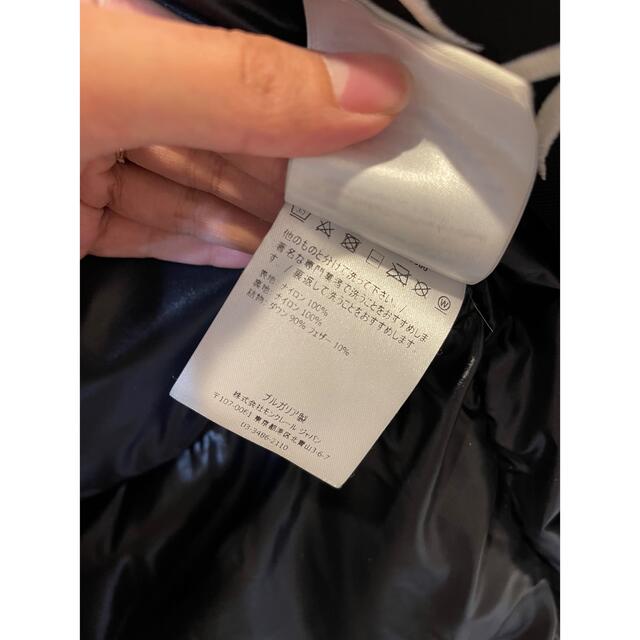 他のものと分けて洗って下さい。
著名な専門業者で洗うことをおすすめしま
す。/ 裏返して洗うことをおすすめします
表地: ナイロン 100%
裏地: ナイロン 100%
詰物:
ダウン 90% フェザー 10%
ブルガリア製
株式会社モンクレール ジャパン
〒107-0061 東京都港区北青山3-6-7
03-3486-2110